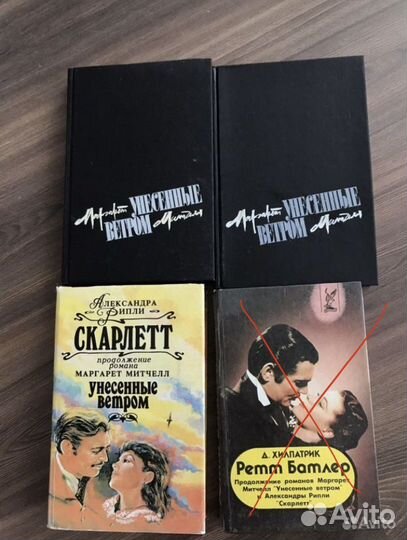 Маргарет УНЕСЕННЫЕ
ВЕТРОМ Митчелл
Маргарет УНЕСЕННЫЕ
ВЕТРОМ Митчелл
АЛЕКСАНДРА
РИПЛИ
СКАРЛЕТТ
продолжение
романа
МАРГАРЕТ МИТЧЕЛЛ
унесенные
ветром
Д. ХИЛПАТРИК
Ретт Батлер
Продолжение романов Маргарет
Митчелл "Унесенные ветром"
и Александры Рипли
"Скарлетт"
Avito